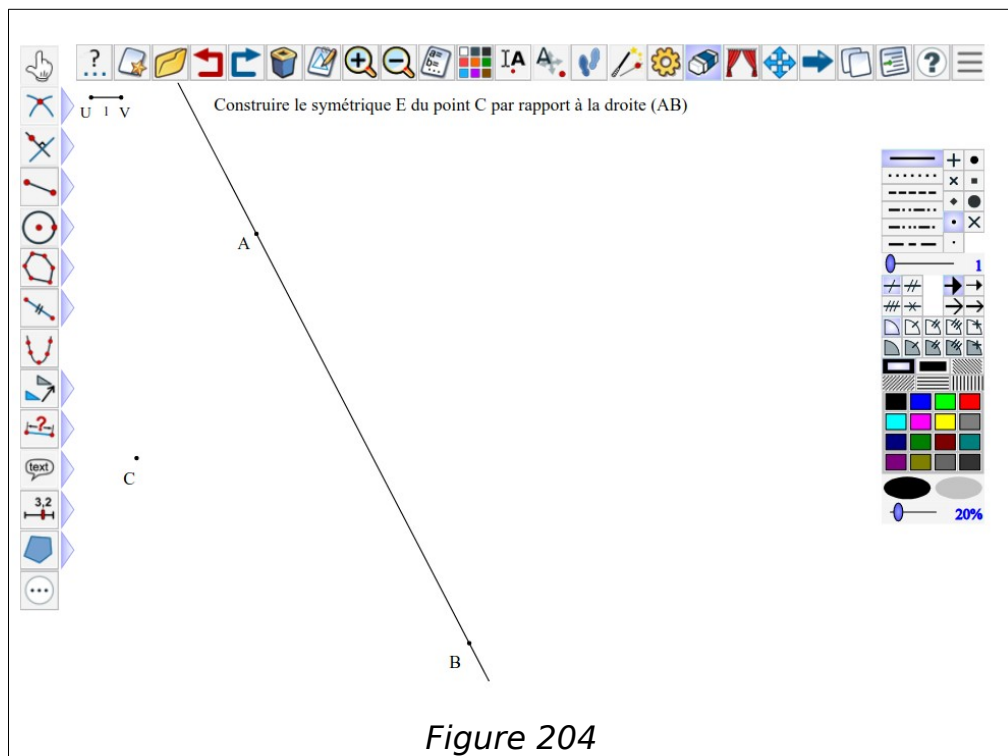 ?
...
A
A
?
U 1 V
Construire le symétrique E du point C par rapport à la droite (AB)
A
1
?
C
text
3,2
20%
B
Figure 204